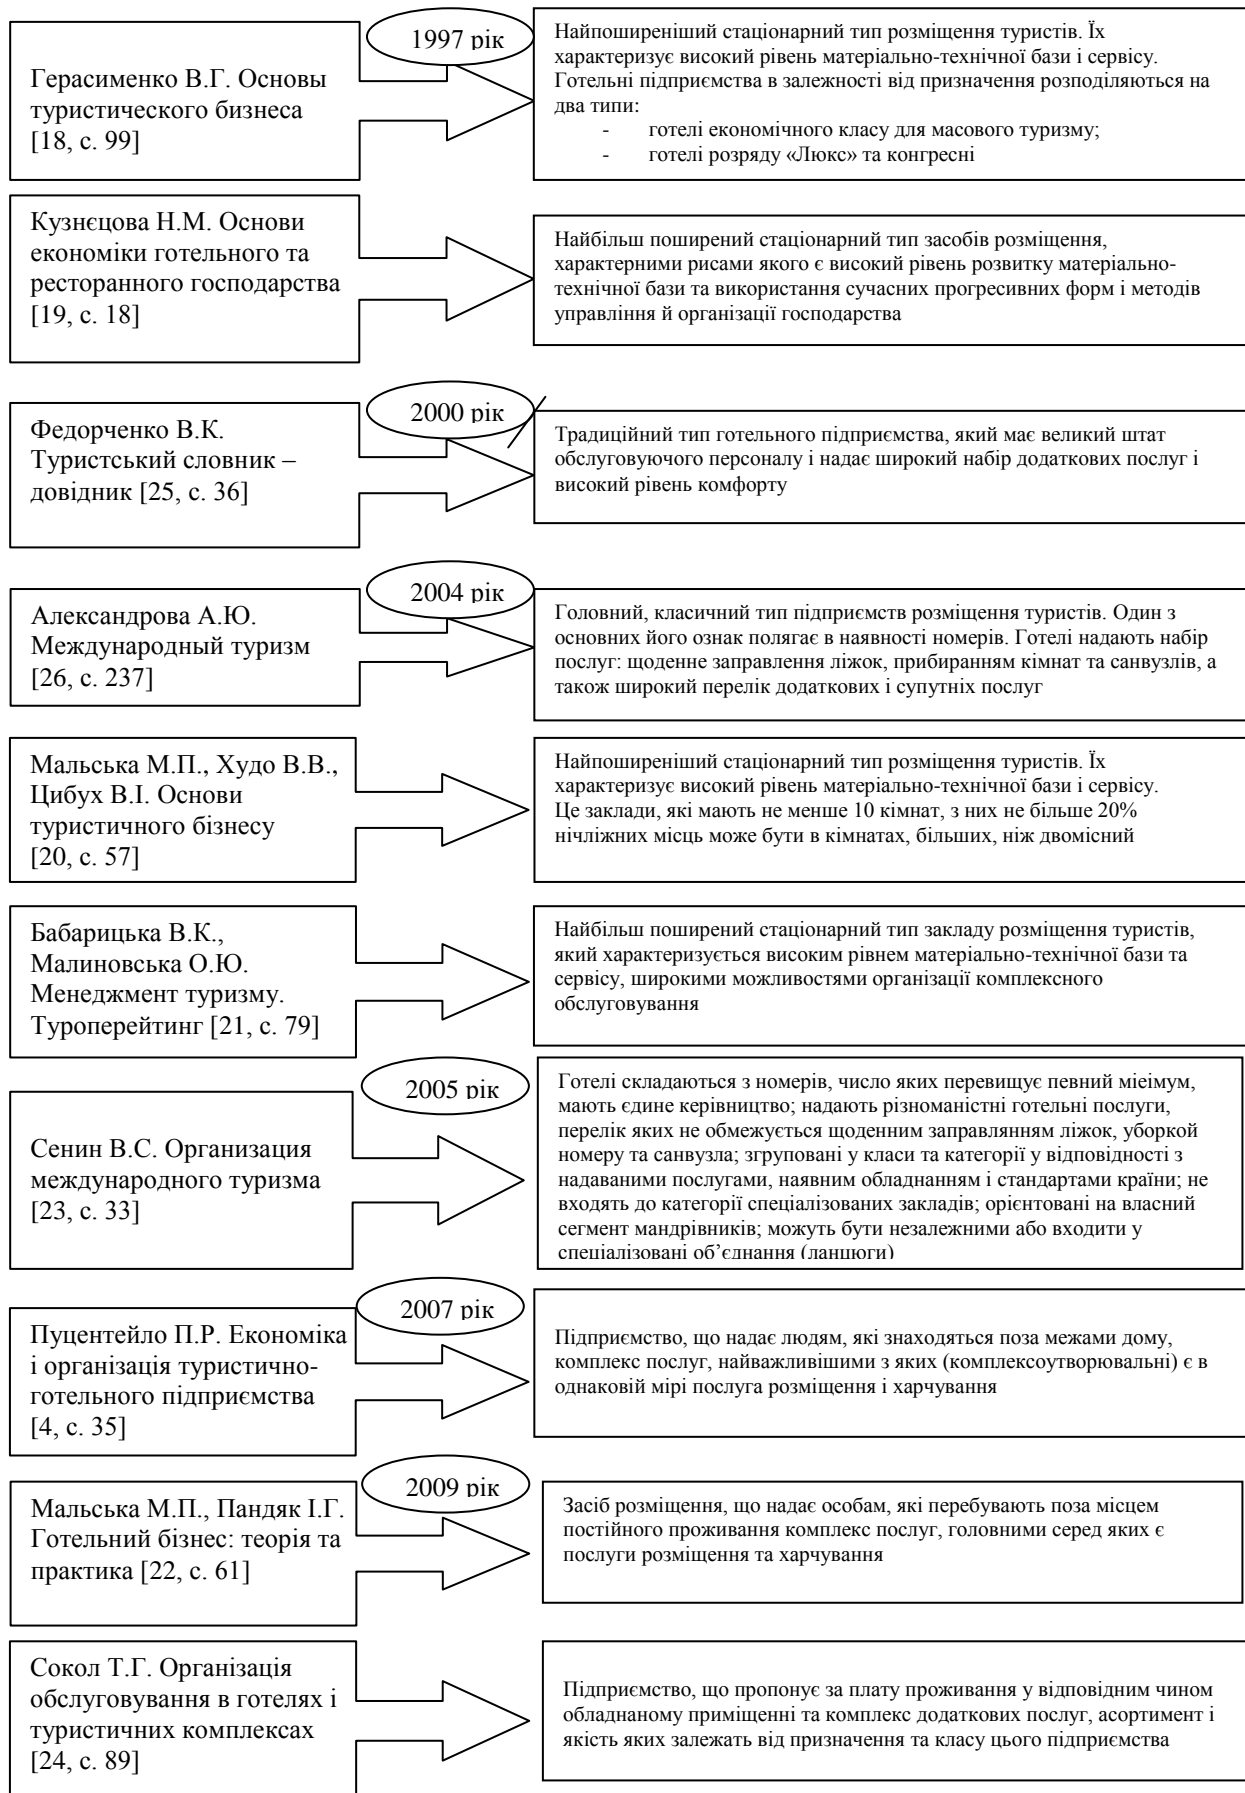 1997 рік
Герасименко В.Г. Основы
туристического бизнеса
[18, с. 99]
Найпоширеніший стаціонарний тип розміщення туристів. Їх
характеризує високий рівень матеріально-технічної бази і сервісу.
Готельні підприємства в залежності від призначення розподіляються на
два типи:
- готелі економічного класу для масового туризму;
- готелі розряду «Люкс» та конгресні
Кузнєцова Н.М. Основи
економіки готельного та
ресторанного господарства
[19, с. 18]
Найбільш поширений стаціонарний тип засобів розміщення,
характерними рисами якого є високий рівень розвитку матеріально-
технічної бази та використання сучасних прогресивних форм і методів
управління й організації господарства
2000 рік
Федорченко В.К.
Туристський словник –
довідник [25, с. 36]
Традиційний тип готельного підприємства, який має великий штат
обслуговуючого персоналу і надає широкий набір додаткових послуг і
високий рівень комфорту
2004 рік
Александрова А.Ю.
Международный туризм
[26, с. 237]
Головний, класичний тип підприємств розміщення туристів. Один з
основних його ознак полягає в наявності номерів. Готелі надають набір
послуг: щоденне заправлення ліжок, прибиранням кімнат та санвузлів, а
також широкий перелік додаткових і супутніх послуг
Мальська М.П., Худо В.В.,
Цибух В.І. Основи
туристичного бізнесу
[20, с. 57]
Найпоширеніший стаціонарний тип розміщення туристів. Їх
характеризує високий рівень матеріально-технічної бази і сервісу.
Це заклади, які мають не менше 10 кімнат, з них не більше 20%
нічліжних місць може бути в кімнатах, більших, ніж двомісний
Бабарицька В.К.,
Малиновська О.Ю.
Менеджмент туризму.
Туроперейтинг [21, с. 79]
Найбільш поширений стаціонарний тип закладу розміщення туристів,
який характеризується високим рівнем матеріально-технічної бази та
сервісу, широкими можливостями організації комплексного
обслуговування
2005 рік
Сенин В.С. Организация
международного туризма
[23, с. 33]
Готелі складаються з номерів, число яких перевищує певний міеімум,
мають єдине керівництво; надають різноманістні готельні послуги,
перелік яких не обмежується щоденним заправлянням ліжок, уборкой
номеру та санвузла; згруповані у класи та категорії у відповідності з
надаваними послугами, наявним обладнанням і стандартами країни; не
входять до категорії спеціалізованих закладів; орієнтовані на власний
сегмент мандрівників; можуть бути незалежними або входити у
спеціалізовані об’єднання (ланцюги)
2007 рік
Пуцентейло П.Р. Економіка
і організація туристично-
готельного підприємства
[4, с. 35]
Підприємство, що надає людям, які знаходяться поза межами дому,
комплекс послуг, найважливішими з яких (комплексоутворювальні) є в
однаковій мірі послуга розміщення і харчування
2009 рік
Мальська М.П., Пандяк І.Г.
Готельний бізнес: теорія та
практика [22, с. 61]
Засіб розміщення, що надає особам, які перебувають поза місцем
постійного проживання комплекс послуг, головними серед яких є
послуги розміщення та харчування
Сокол Т.Г. Організація
обслуговування в готелях і
туристичних комплексах
[24, с. 89]
Підприємство, що пропонує за плату проживання у відповідним чином
обладнаному приміщенні та комплекс додаткових послуг, асортимент і
якість яких залежать від призначення та класу цього підприємства